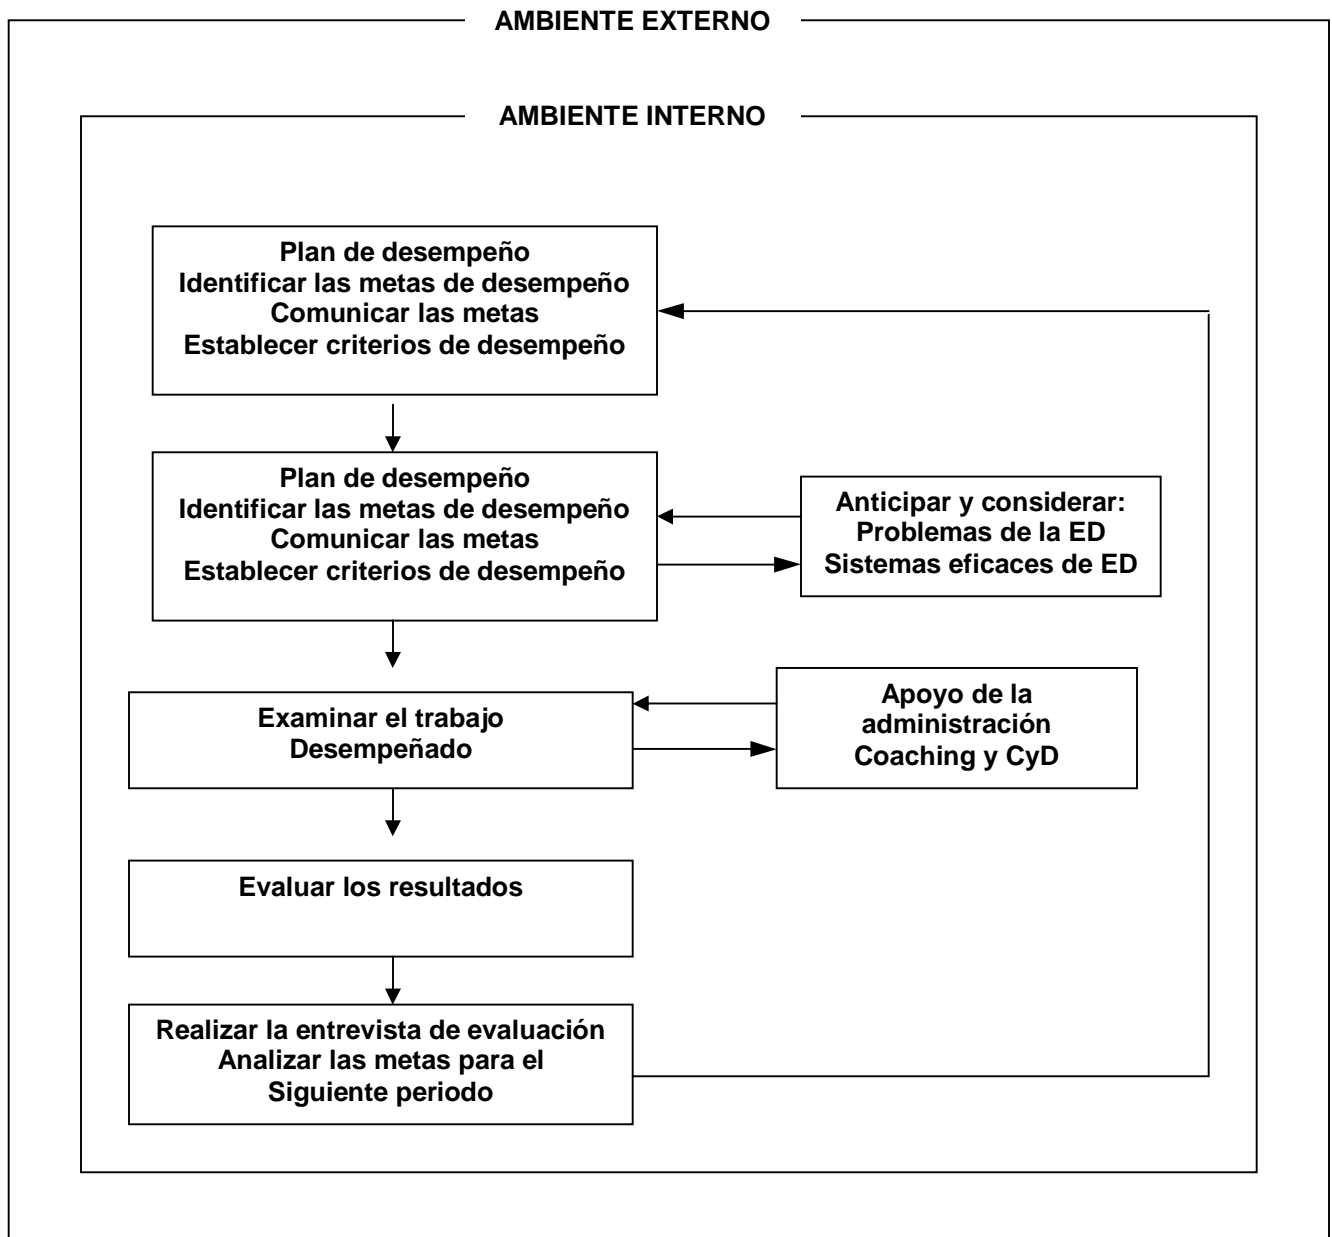 AMBIENTE EXTERNO
AMBIENTE INTERNO
Plan de desempeño
Identificar las metas de desempeño
Comunicar las metas
Establecer criterios de desempeño
Plan de desempeño
Identificar las metas de desempeño
Comunicar las metas
Establecer criterios de desempeño
Anticipar y considerar:
Problemas de la ED
Sistemas eficaces de ED
Examinar el trabajo
Desempeñado
Apoyo de la
administración
Coaching y CyD
Evaluar los resultados
Realizar la entrevista de evaluación
Analizar las metas para el
Siguiente periodo